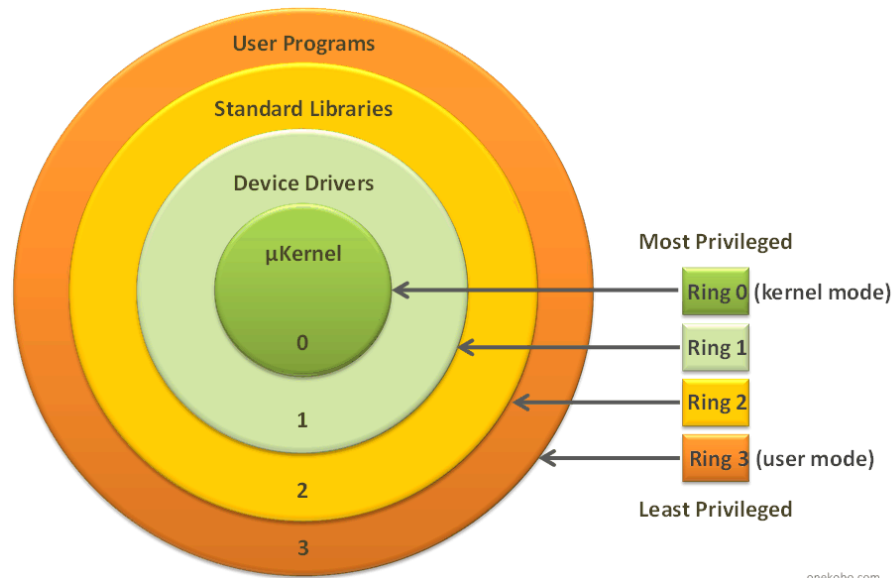 User Programs
Standard Libraries
Device Drivers
µKernel
0
1
2
3
Most Privileged
Ring 0 (kernel mode)
Ring 1
Ring 2
Ring 3 (user mode)
Least Privileged